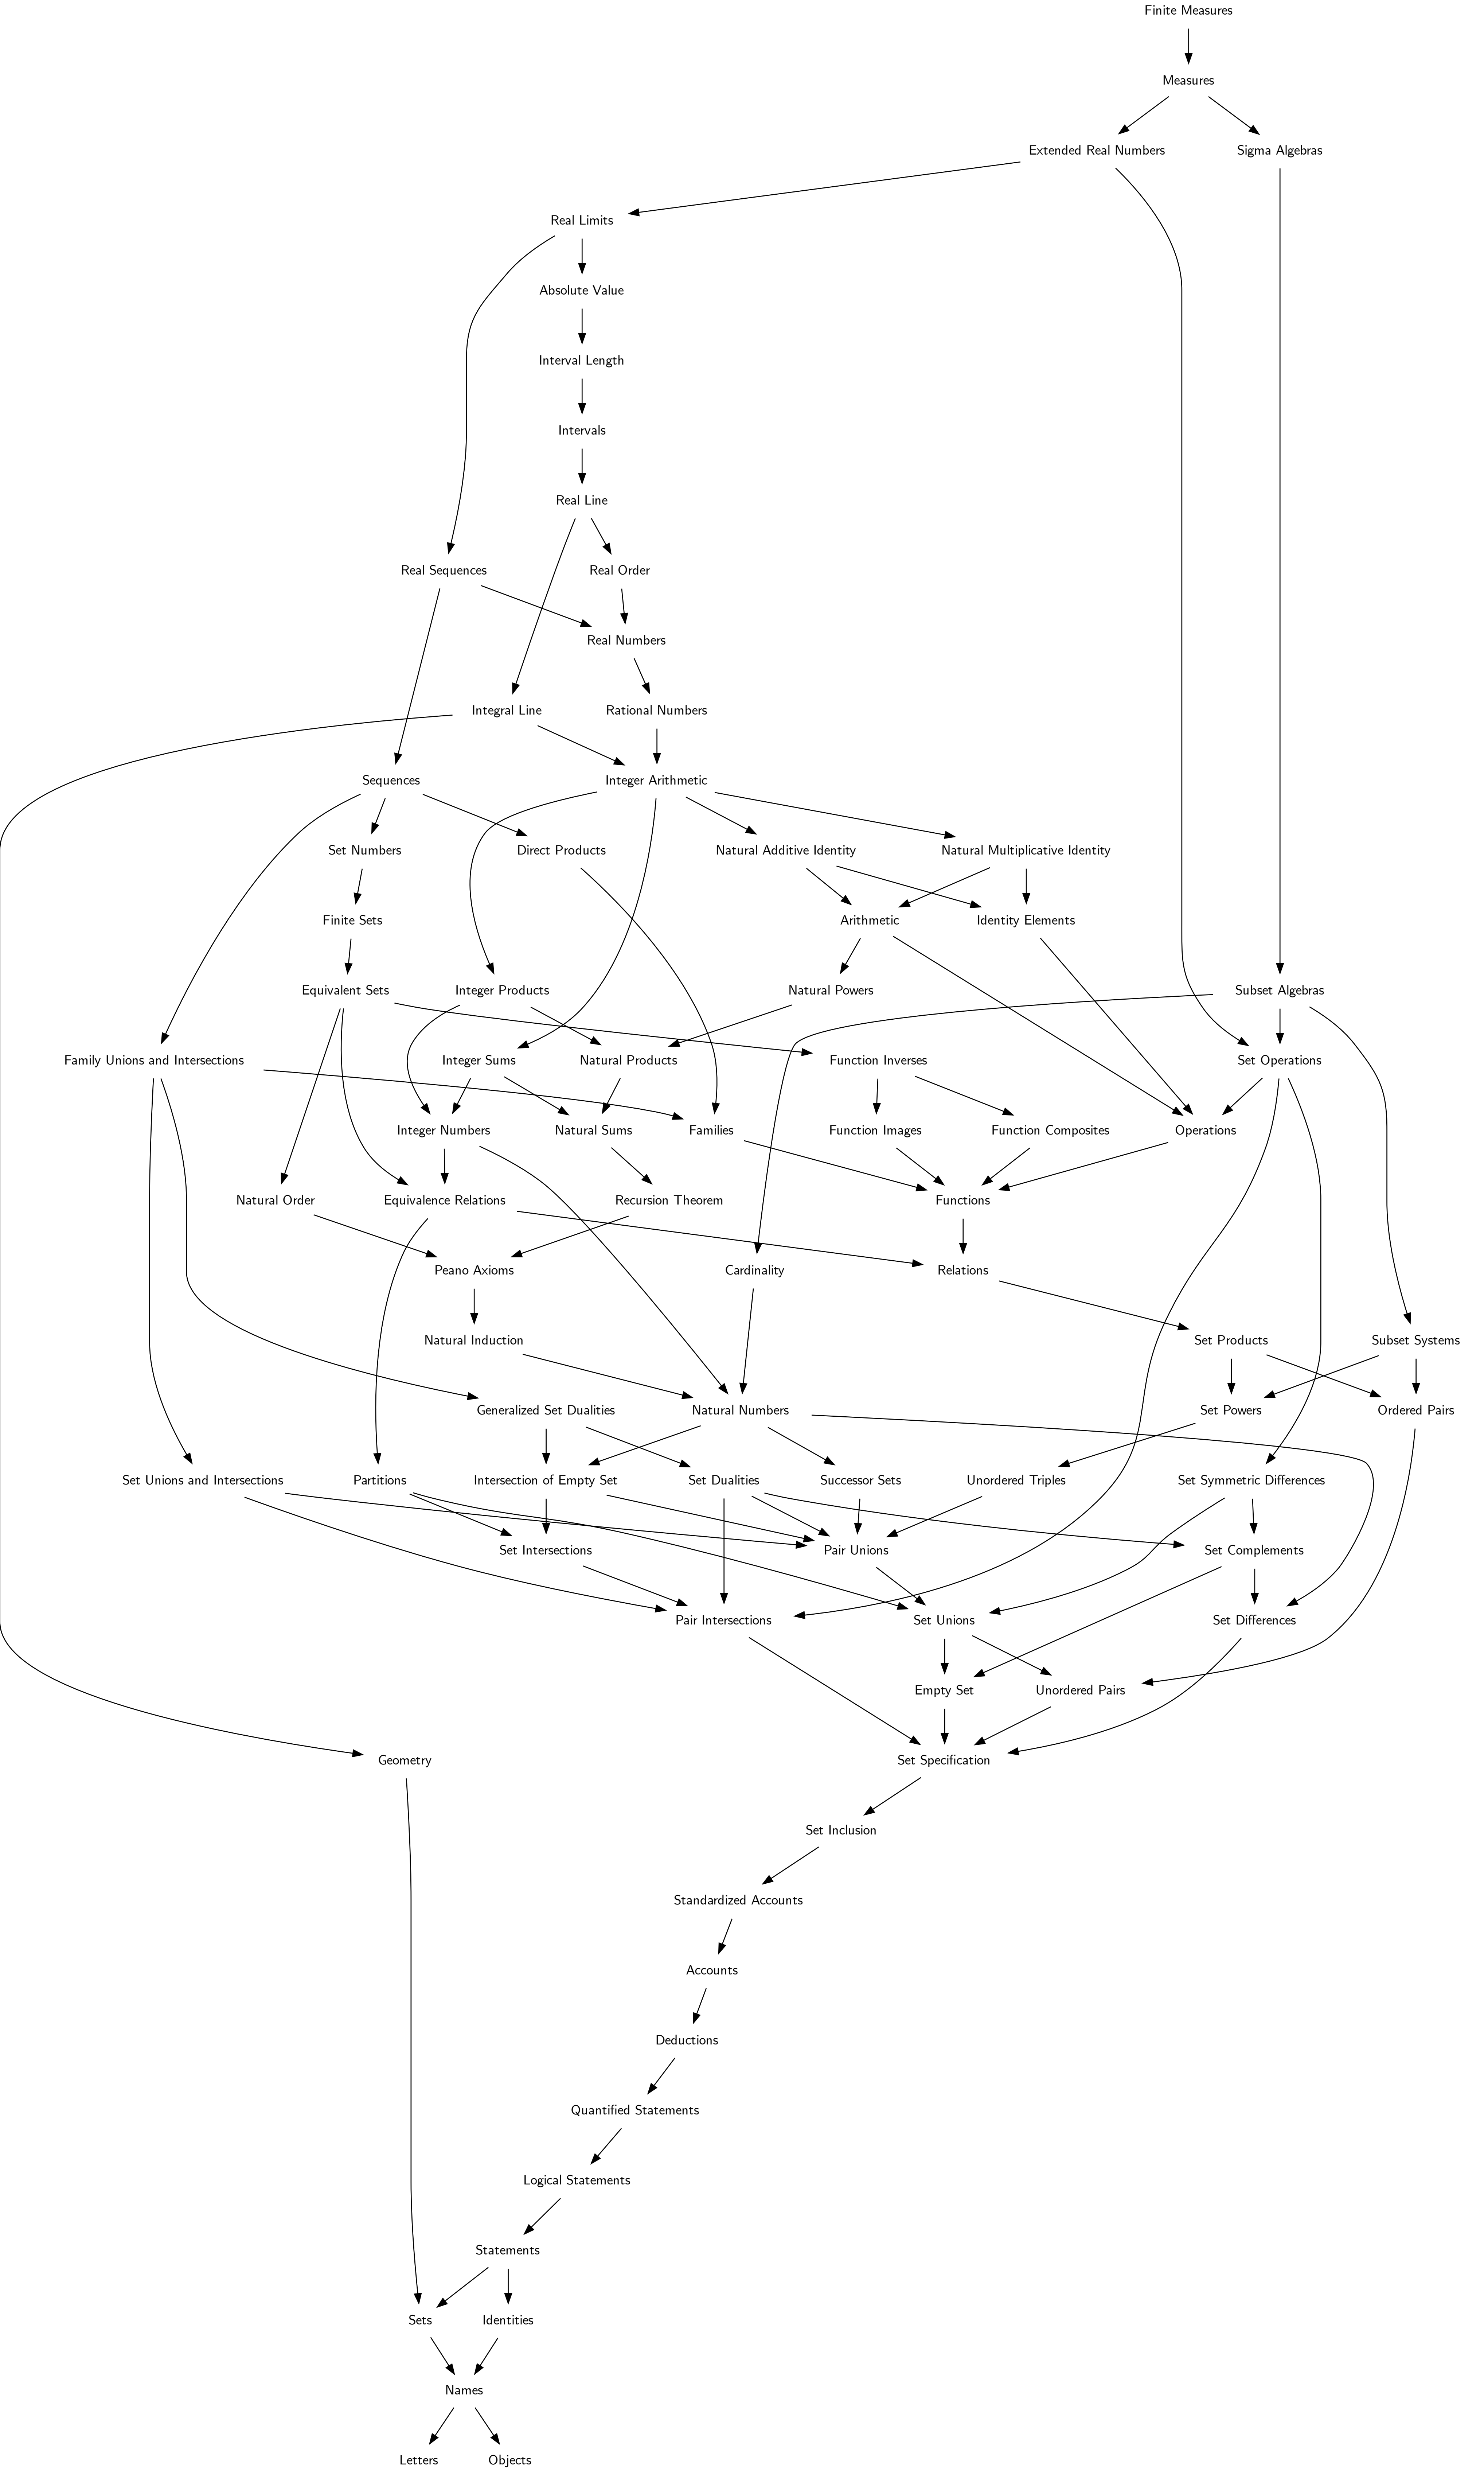 Finite Measures
Measures
Extended Real Numbers
Sigma Algebras
Real Limits
Absolute Value
Interval Length
Intervals
Real Line
Real Sequences
Real Order
Real Numbers
Integral Line
Rational Numbers
Sequences
Integer Arithmetic
Set Numbers
Direct Products
Natural Additive Identity
Natural Multiplicative Identity
Finite Sets
Arithmetic
Identity Elements
Equivalent Sets
Integer Products
Natural Powers
Subset Algebras
Family Unions and Intersections
Integer Sums
Natural Products
Function Inverses
Set Operations
Integer Numbers
Natural Sums
Families
Function Images
Function Composites
Operations
Natural Order
Equivalence Relations
Recursion Theorem
Functions
Peano Axioms
Cardinality
Relations
Natural Induction
Set Products
Subset Systems
Generalized Set Dualities
Natural Numbers
Set Powers
Ordered Pairs
Set Unions and Intersections
Partitions
Intersection of Empty Set
Set Dualities
Successor Sets
Unordered Triples
Set Symmetric Differences
Set Intersections
Pair Unions
Set Complements
Pair Intersections
Set Unions
Set Differences
Empty Set
Unordered Pairs
Geometry
Set Specification
Set Inclusion
Standardized Accounts
Accounts
Deductions
Quantified Statements
Logical Statements
Statements
Sets
Identities
Names
Letters
Objects